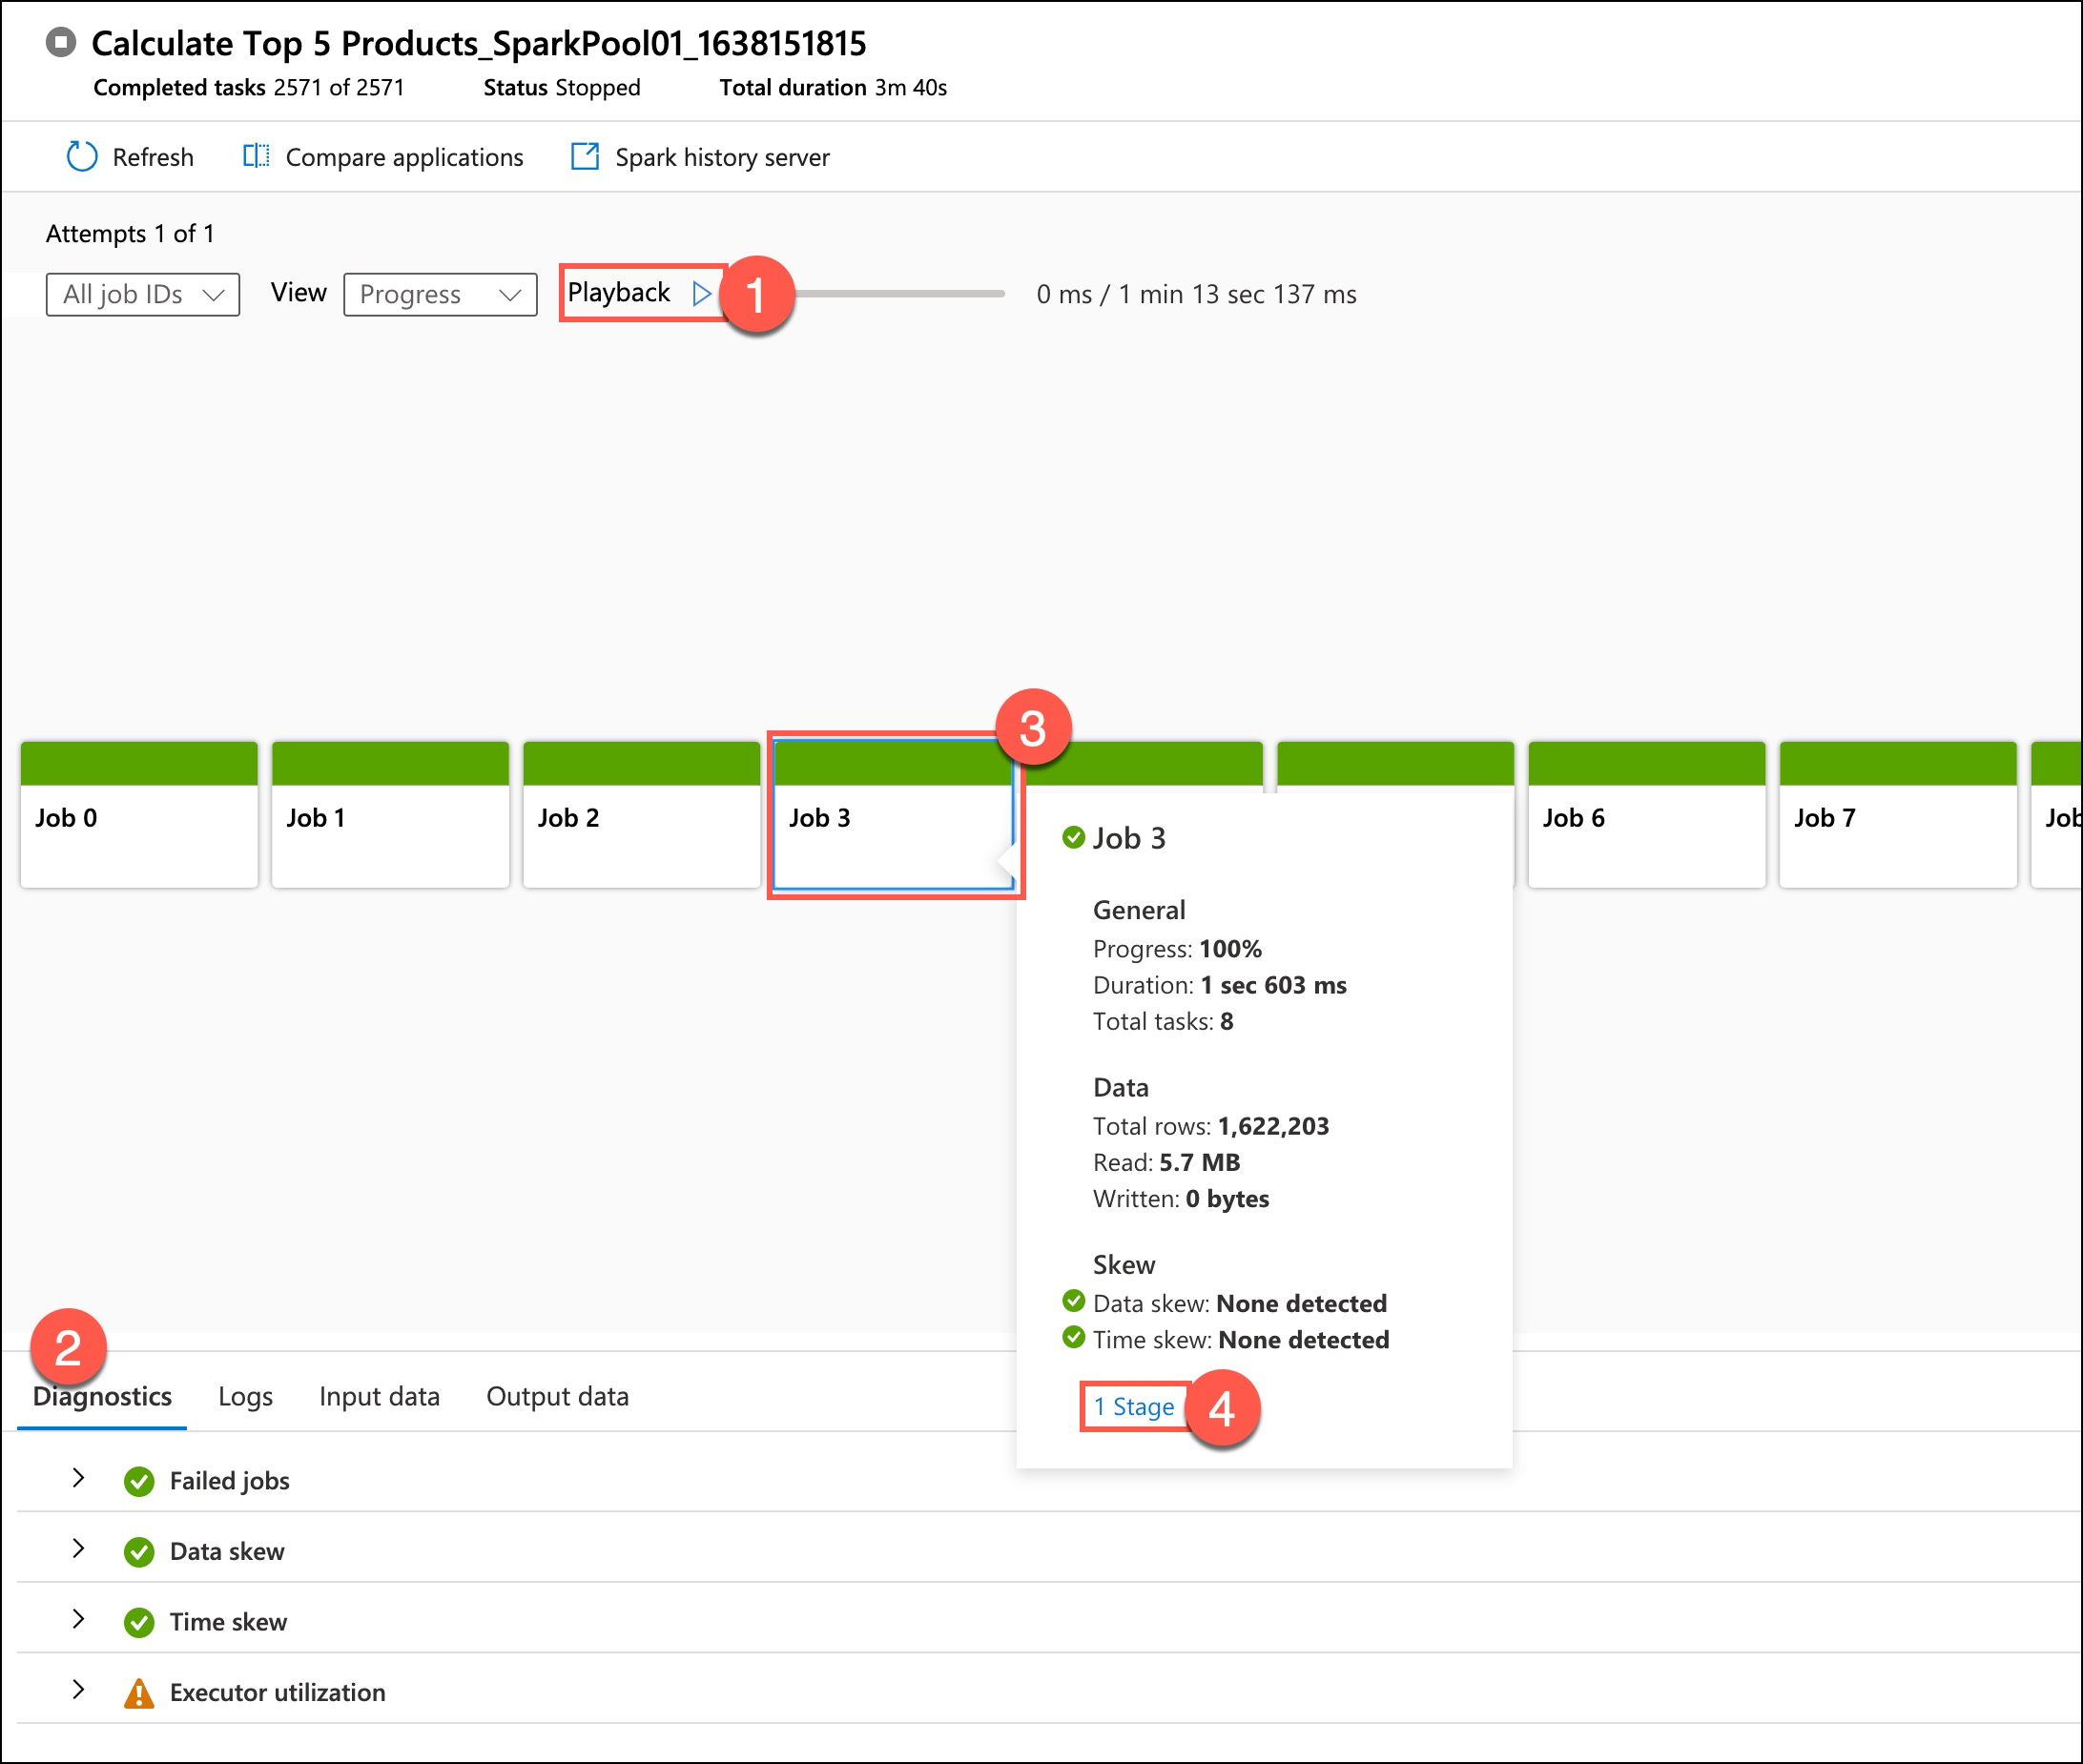 Calculate Top 5 Products_SparkPool01_1638151815
Completed tasks 2571 of 2571 Status Stopped Total duration 3m 40s
Refresh Compare applications Spark history server
Attempts 1 of 1
All job IDs View Progress Playback 1 0 ms / 1 min 13 sec 137 ms
3
Job 0 Job 1 Job 2 Job 3 Job 6 Job 7 Job
Job 3
General
Progress: 100%
Duration: 1 sec 603 ms
Total tasks: 8
Data
Total rows: 1,622,203
Read: 5.7 MB
Written: 0 bytes
Skew
Data skew: None detected
Time skew: None detected
1 Stage 4
2
Diagnostics Logs Input data Output data
Failed jobs
Data skew
Time skew
Executor utilization